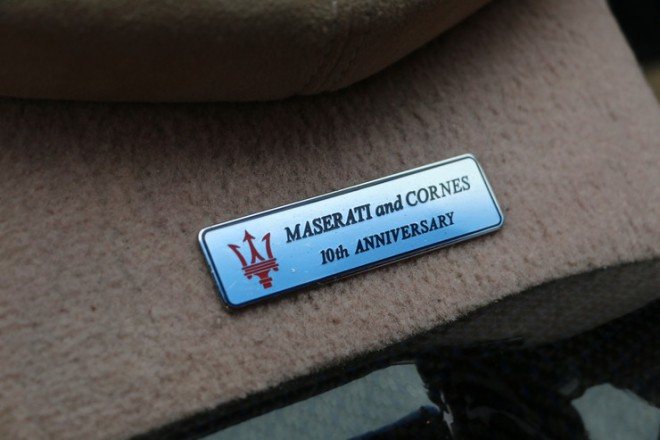 MASERATI and CORNES
10th ANNIVERSARY